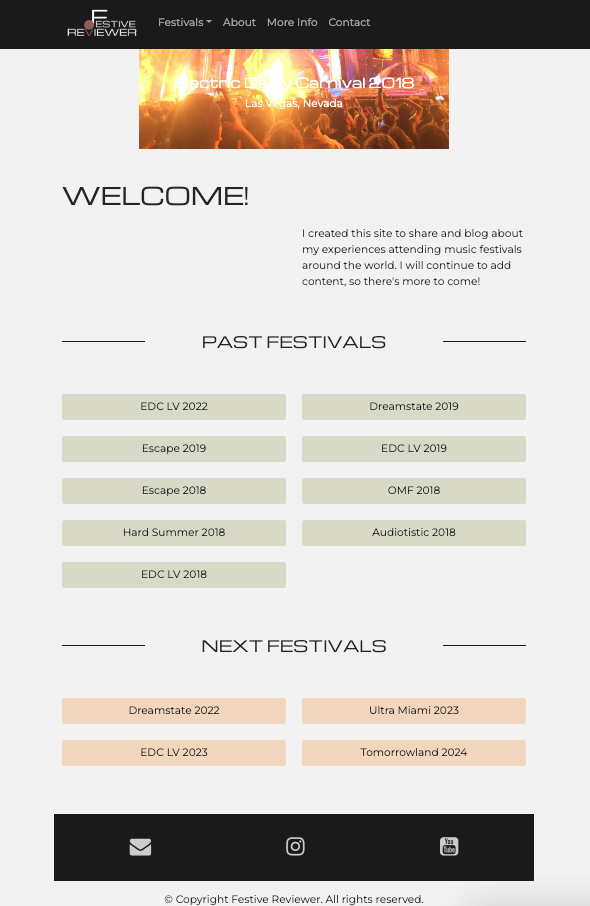 FESTIVE
REVIEWER
Festivals
About
More Info
Contact
Electric Daisy Carnival 2018
Las Vegas, Nevada
WELCOME!
I created this site to share and blog about
my experiences attending music festivals
around the world. I will continue to add
content, so there's more to come!
PAST FESTIVALS
EDC LV 2022
Dreamstate 2019
Escape 2019
EDC LV 2019
Escape 2018
OMF 2018
Hard Summer 2018
Audiotistic 2018
EDC LV 2018
NEXT FESTIVALS
Dreamstate 2022
Ultra Miami 2023
EDC LV 2023
Tomorrowland 2024
You
Tube
© Copyright Festive Reviewer. All rights reserved.